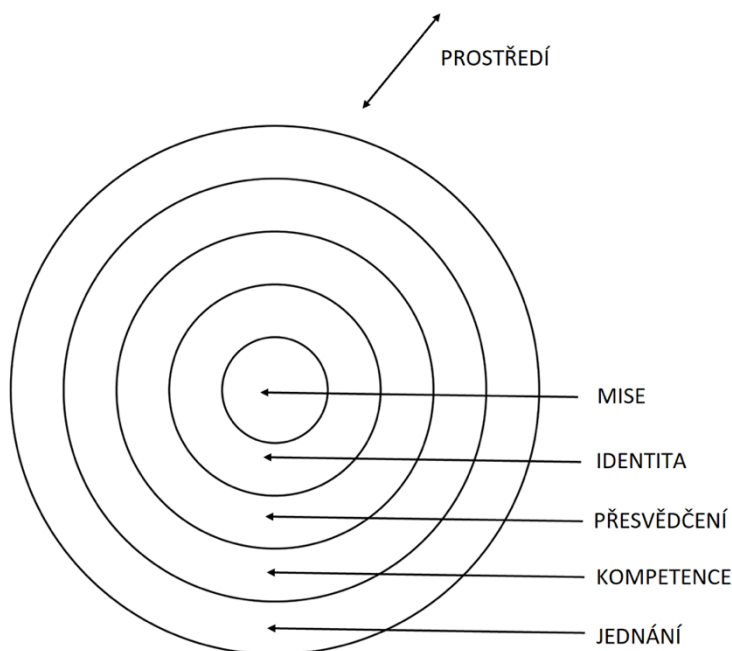 PROSTŘEDÍ
MISE
IDENTITA
PŘESVĚDČENÍ
KOMPETENCE
JEDNÁNÍ